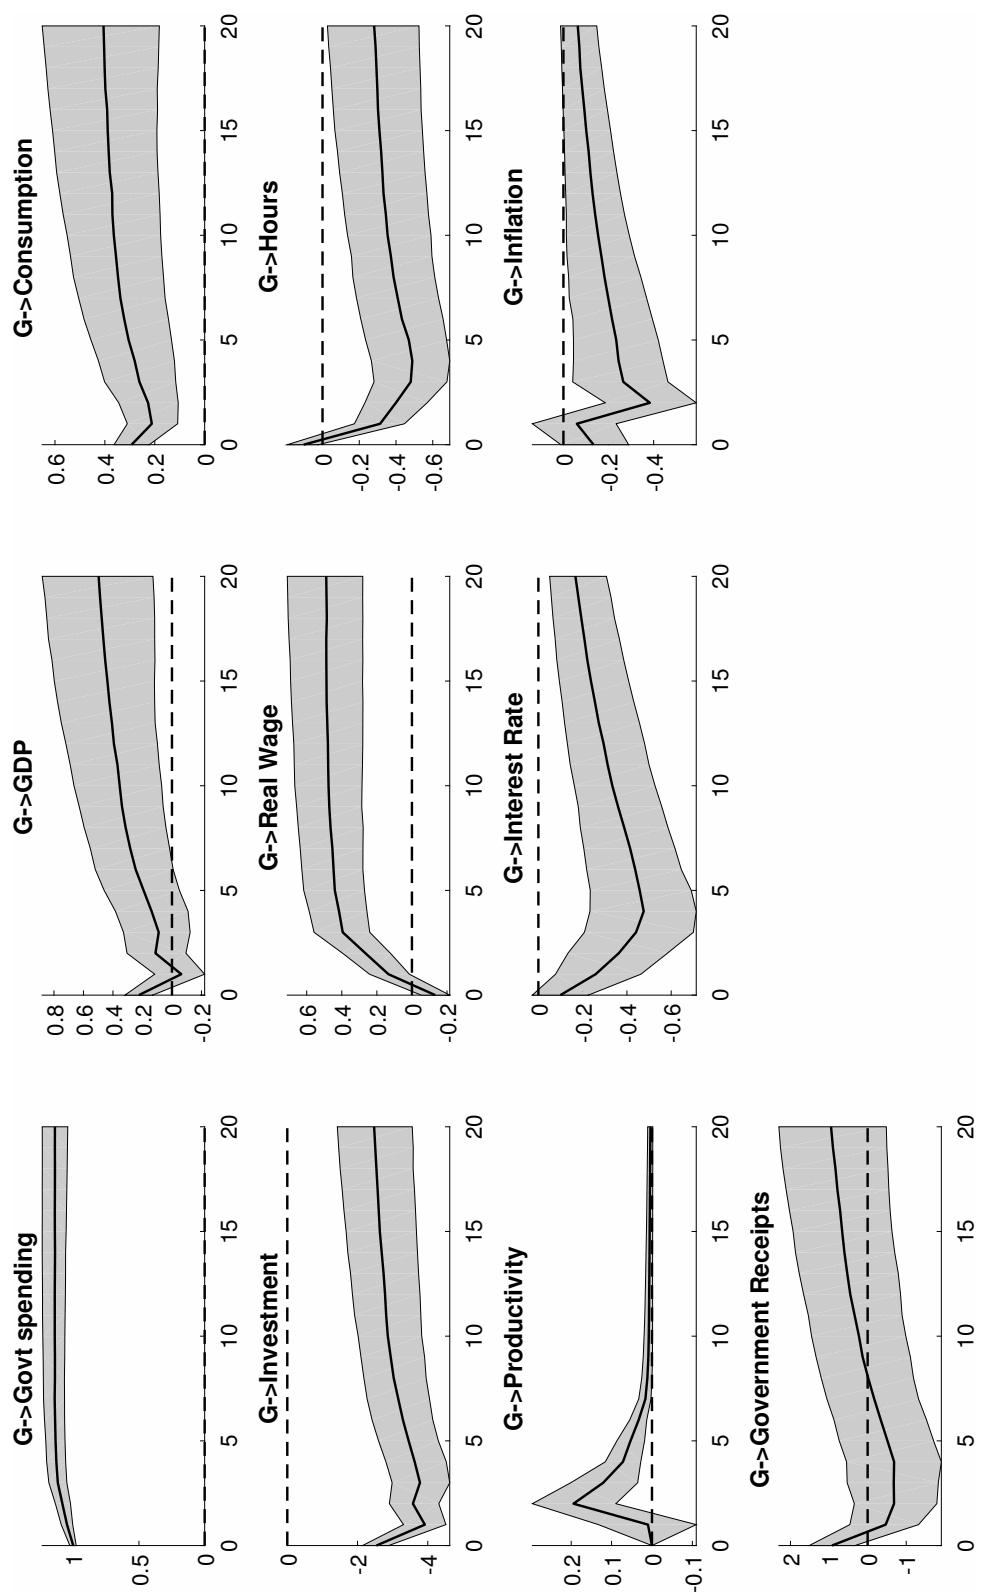 G->Govt spending
1
0.5
0
0 5 10 15 20
G->GDP
0.8
0.6
0.4
0.2
0
-0.2
0 5 10 15 20
G->Consumption
0.6
0.4
0.2
0
0 5 10 15 20
G->Investment
0
-2
-4
0 5 10 15 20
G->Real Wage
0.6
0.4
0.2
0
-0.2
0 5 10 15 20
G->Hours
0
-0.2
-0.4
-0.6
0 5 10 15 20
G->Productivity
0.2
0.1
0
-0.1
0 5 10 15 20
G->Interest Rate
0
-0.2
-0.4
-0.6
0 5 10 15 20
G->Inflation
0
-0.2
-0.4
0 5 10 15 20
G->Government Receipts
2
1
0
-1
0 5 10 15 20